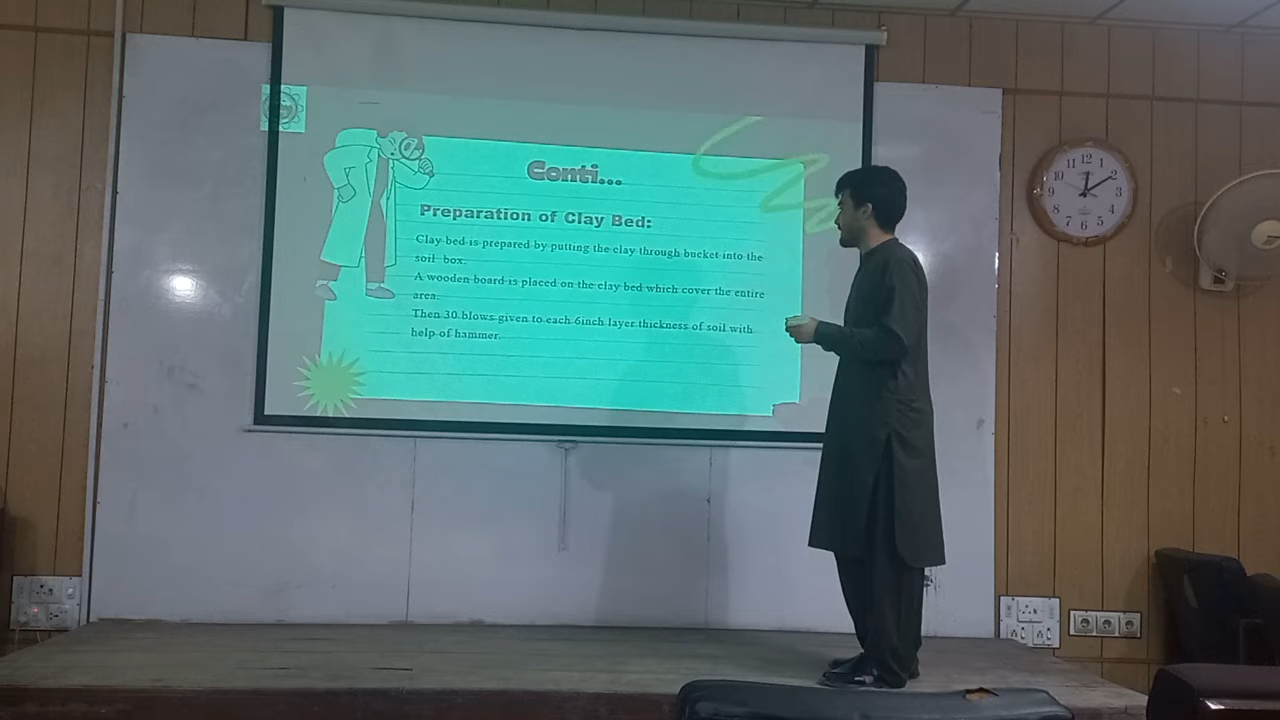 Conti...
Preparation of Clay Bed:
Clay bed is prepared by putting the clay through bucket into the
soil box.
A wooden board is placed on the clay bed which cover the entire
area.
Then 30 blows given to each 6inch layer thickness of soil with
help of hammer.
11 12 1
10 2
9 3
8 4
7 6 5